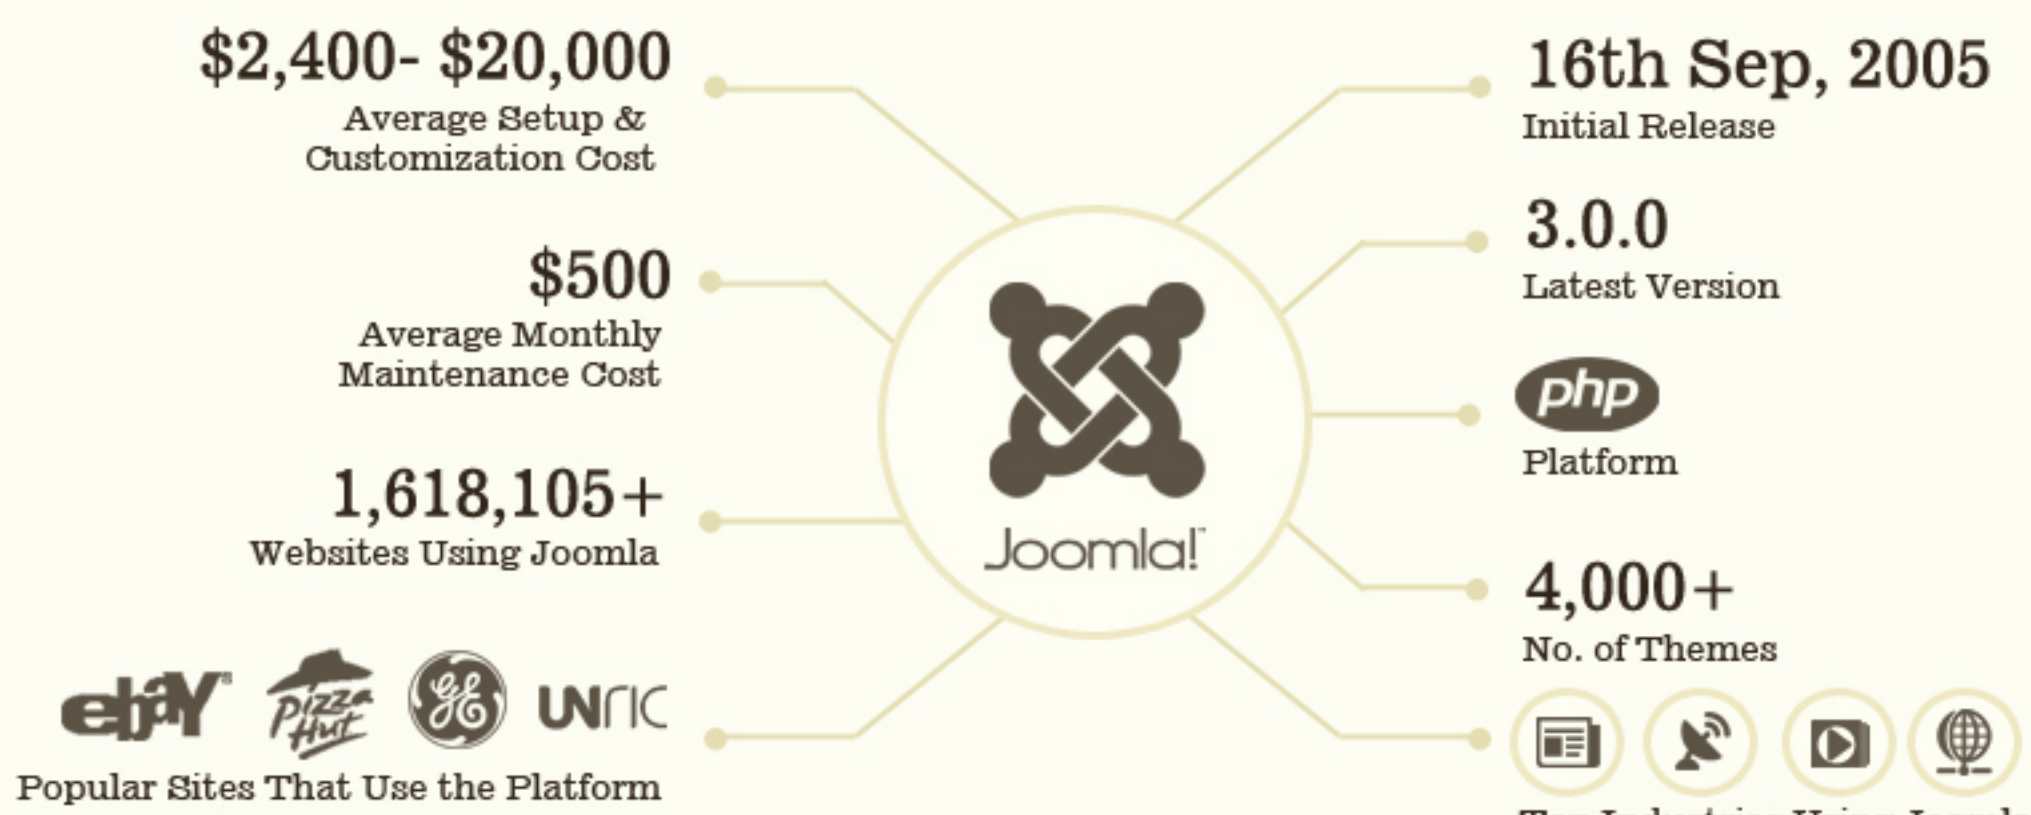 $2,400- $20,000
Average Setup &
Customization Cost
$500
Average Monthly
Maintenance Cost
1,618,105+
Websites Using Joomla
ebay Pizza Hut GE UNRIC
Popular Sites That Use the Platform
Joomla!
16th Sep, 2005
Initial Release
3.0.0
Latest Version
php
Platform
4,000+
No. of Themes